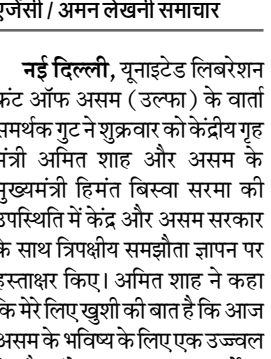 एजेंसी / अमन लेखनी समाचार
नई दिल्ली, यूनाइटेड लिबरेशन
फ्रंट ऑफ असम (उल्फा) के वार्ता
समर्थक गुट ने शुक्रवार को केंद्रीय गृह
मंत्री अमित शाह और असम के
मुख्यमंत्री हिमंत बिस्वा सरमा की
उपस्थिति में केंद्र और असम सरकार
के साथ त्रिपक्षीय समझौता ज्ञापन पर
हस्ताक्षर किए। अमित शाह ने कहा
कि मेरे लिए खुशी की बात है कि आज
असम के भविष्य के लिए एक उज्ज्वल